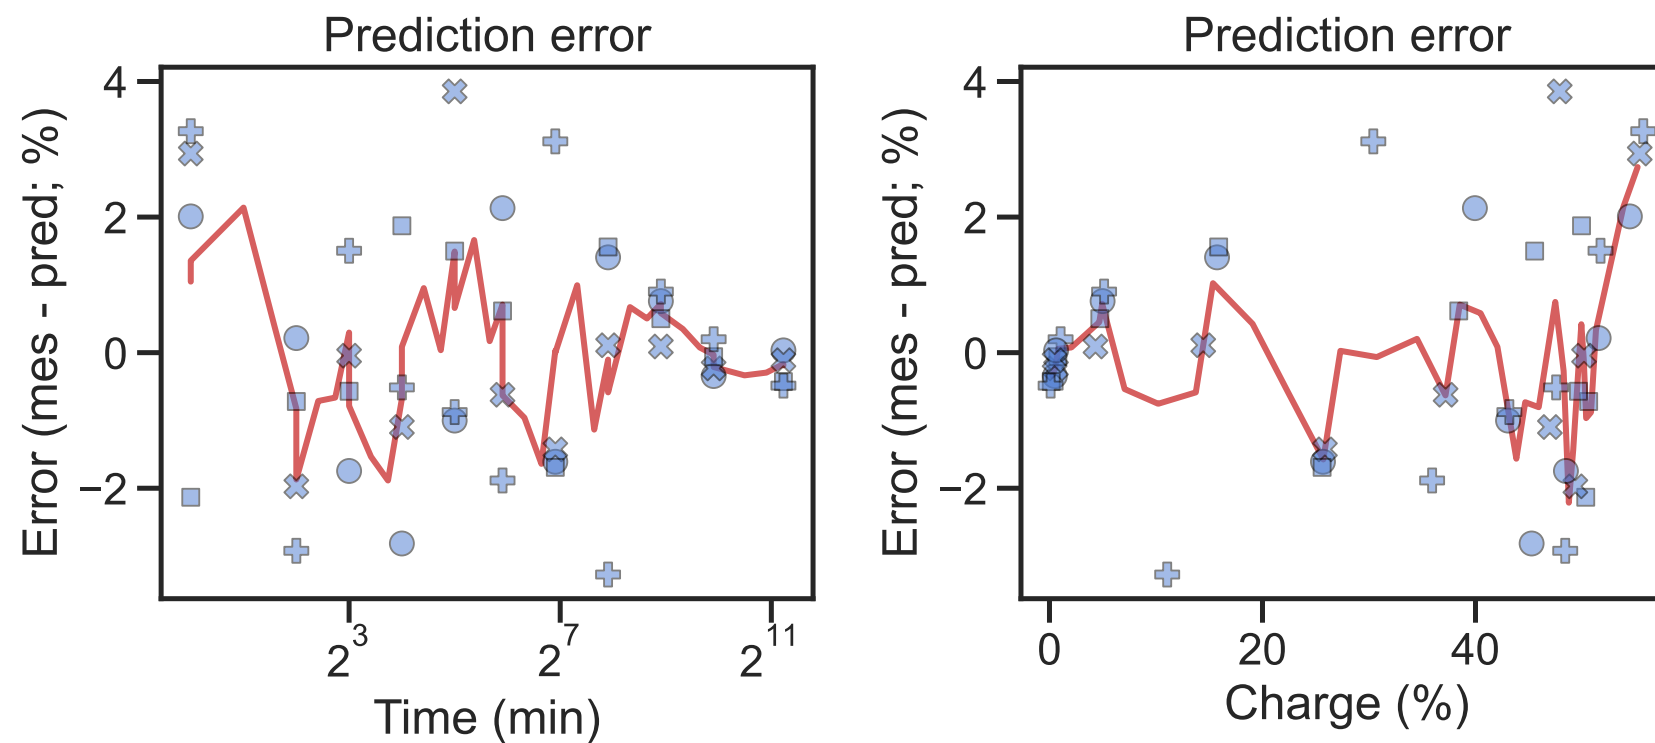 Prediction error
4
2
0
−2
Error (mes - pred; %)
2^3
2^7
2^11
Time (min)
Prediction error
4
2
0
−2
Error (mes - pred; %)
0
20
40
Charge (%)